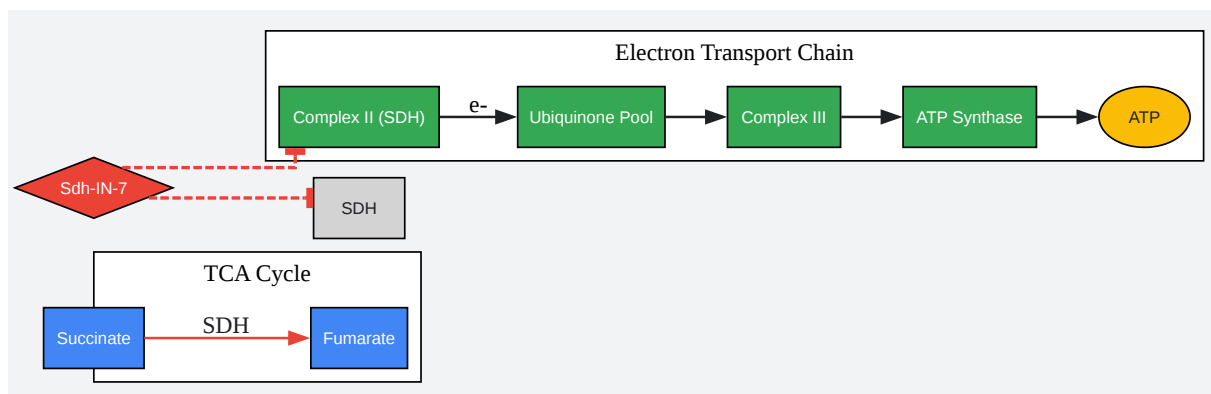 Electron Transport Chain
Complex II (SDH)
e-
Ubiquinone Pool
Complex III
ATP Synthase
ATP
Sdh-IN-7
SDH
TCA Cycle
Succinate
SDH
Fumarate